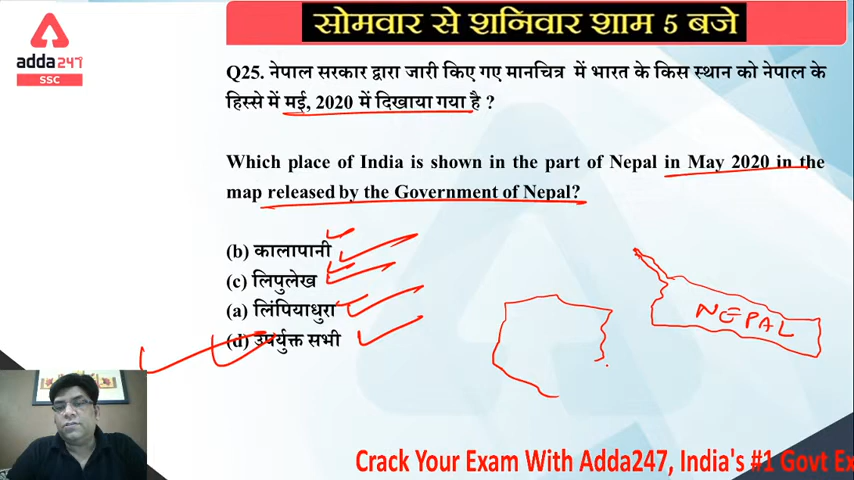 सोमवार से शनिवार शाम 5 बजे
adda247
SSC
Q25. नेपाल सरकार द्वारा जारी किए गए मानचित्र में भारत के किस स्थान को नेपाल के
हिस्से में मई, 2020 में दिखाया गया है ?
Which place of India is shown in the part of Nepal in May 2020 in the
map released by the Government of Nepal?
(b) कालापानी
(c) लिपुलेख
(a) लिंपियाधुरा
(d) उपर्युक्त सभी
NEPAL
Crack Your Exam With Adda247, India's #1 Govt Ex